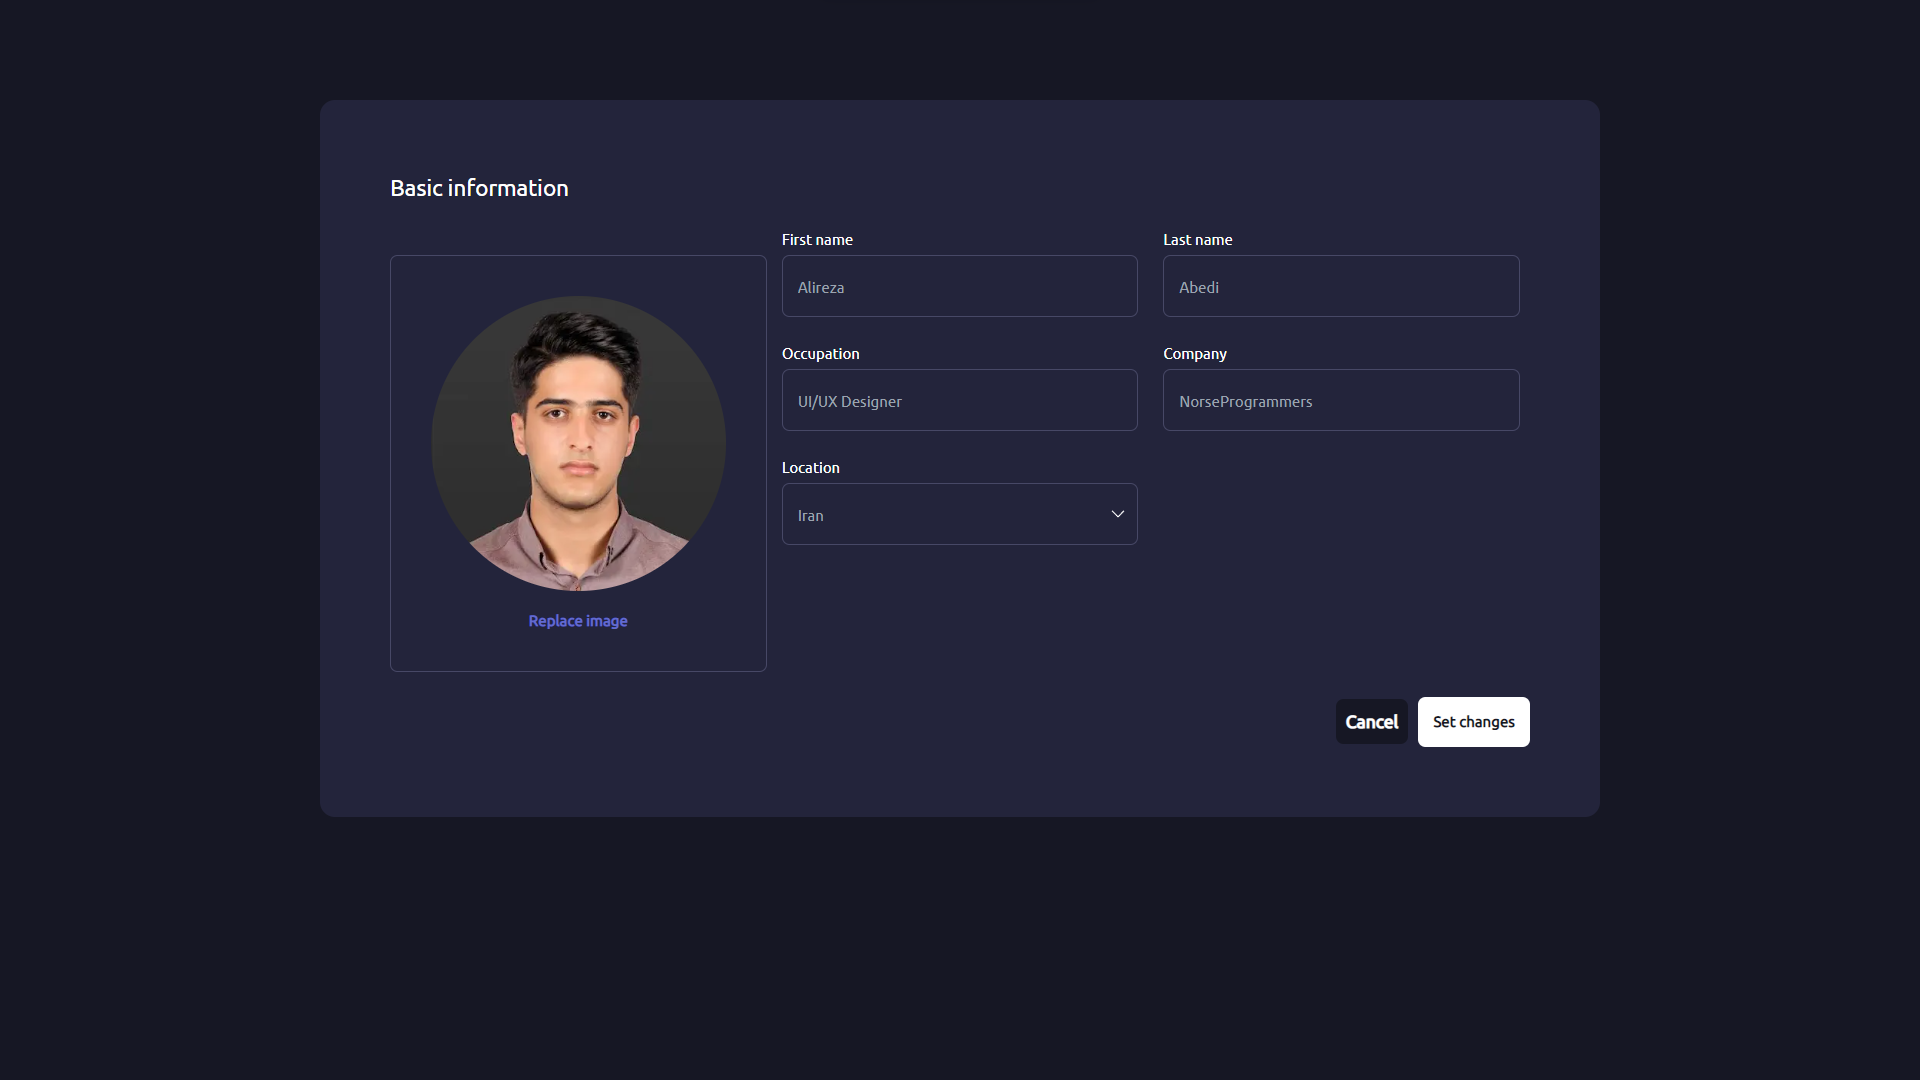 Basic information
First name
Last name
Alireza
Abedi
Occupation
Company
UI/UX Designer
NorseProgrammers
Location
Iran
Replace image
Cancel
Set changes